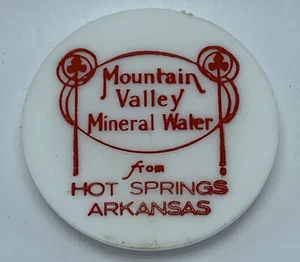 Mountain
Valley
Mineral Water
from
HOT SPRINGS
ARKANSAS